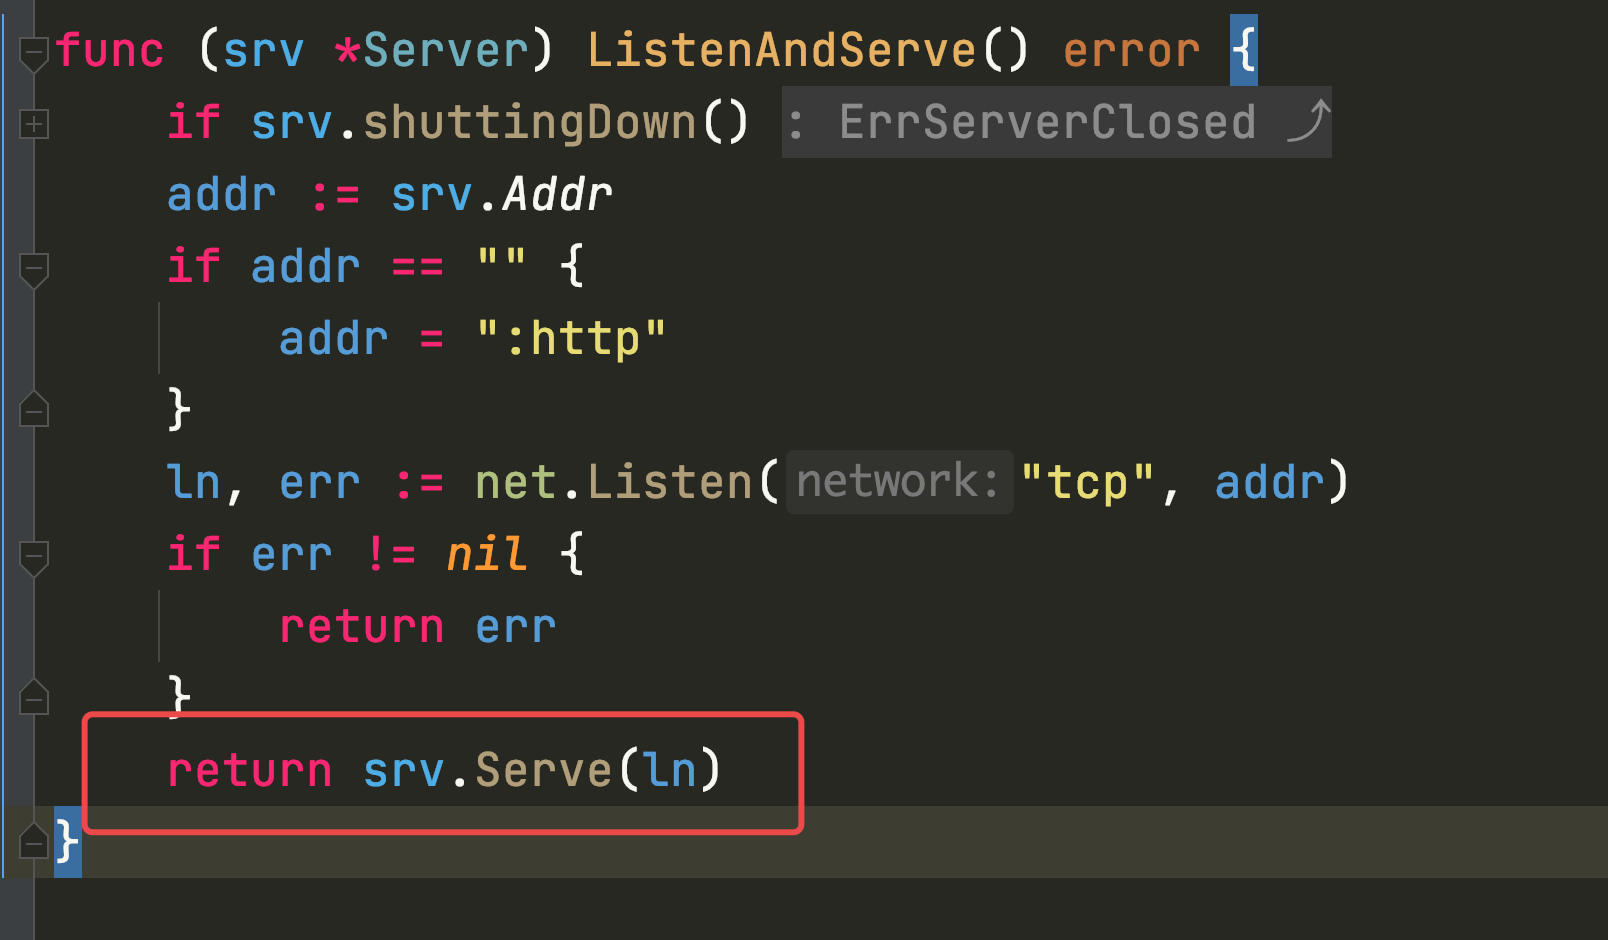 func (srv *Server) ListenAndServe() error {
if srv.shuttingDown() : ErrServerClosed ⤴
addr := srv.Addr
if addr == "" {
addr = ":http"
}
ln, err := net.Listen( network: "tcp", addr)
if err != nil {
return err
}
return srv.Serve(ln)
}